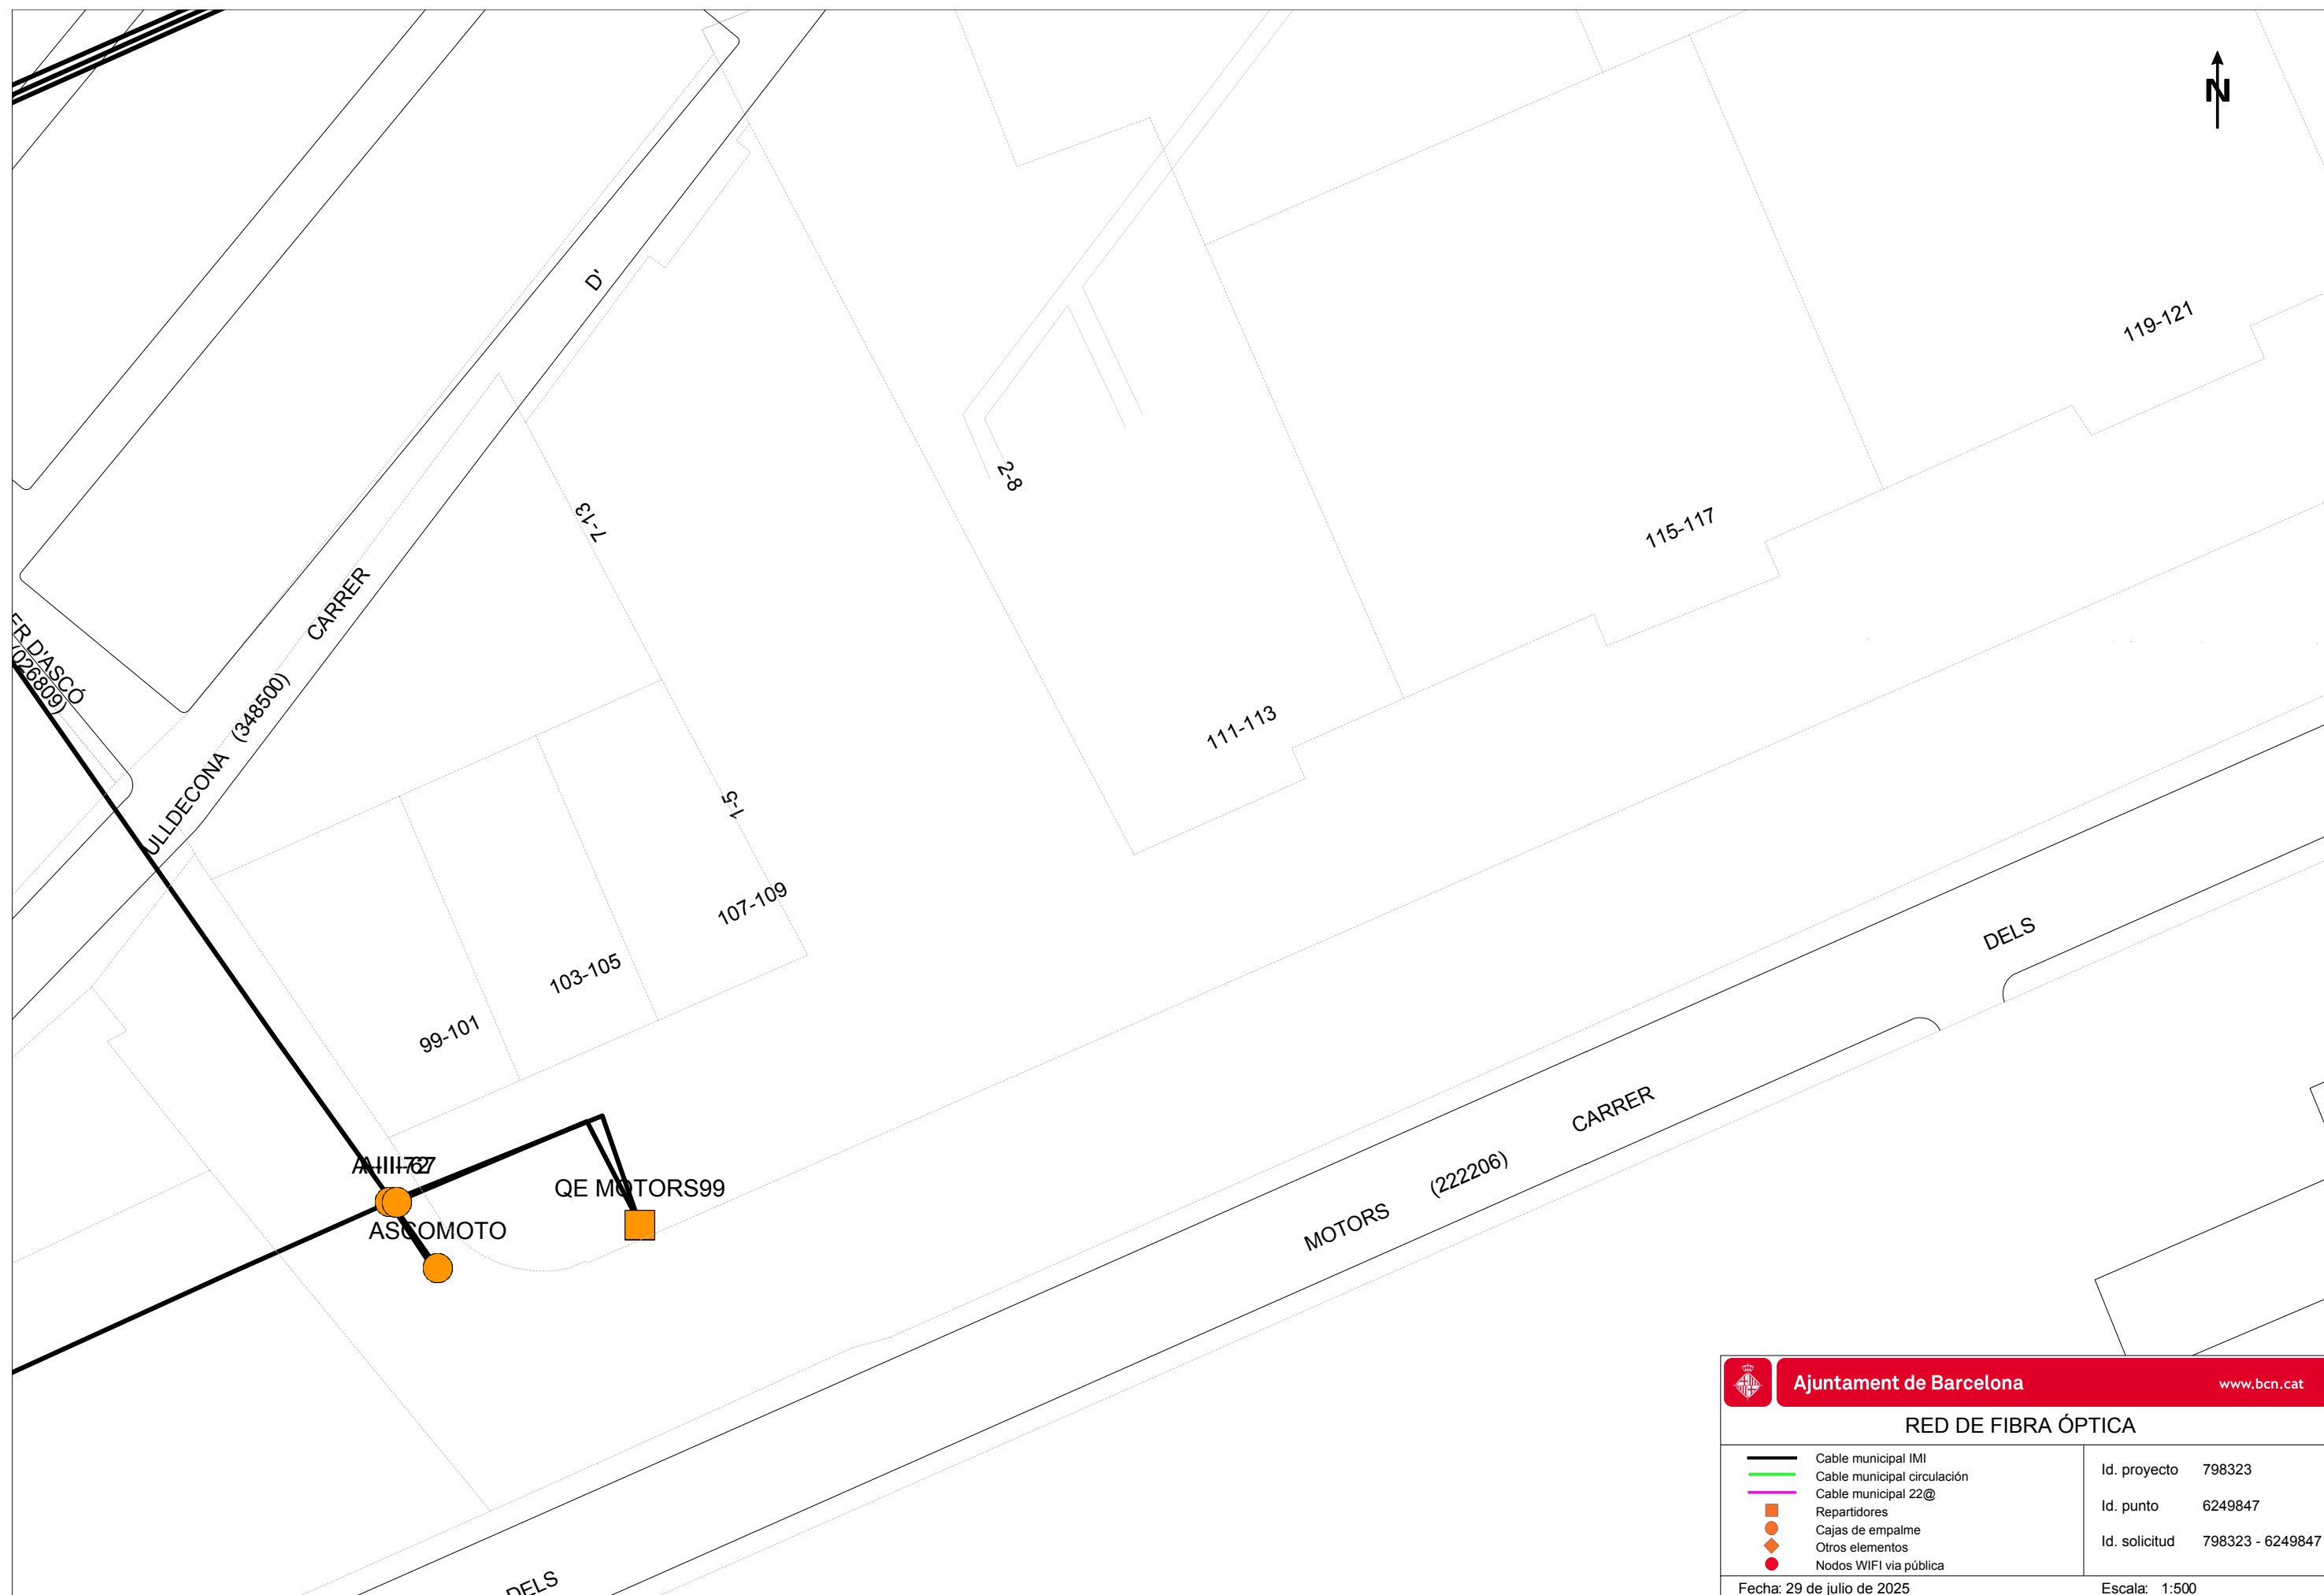 N
D'
119-121
2-8
7-13
115-117
CARRER
ER D'ASCÓ
(026809)
(348500)
111-113
ULLDECONA
1-5
107-109
DELS
103-105
99-101
CARRER
QE MOTORS99
(222206)
MOTORS
ASCOMOTO
DELS
Ajuntament de Barcelona
www.bcn.cat
RED DE FIBRA ÓPTICA
Cable municipal IMI
Cable municipal circulación
Cable municipal 22@
Repartidores
Cajas de empalme
Otros elementos
Nodos WIFI via pública
Id. proyecto 798323
Id. punto 6249847
Id. solicitud 798323 - 6249847
Fecha: 29 de julio de 2025
Escala: 1:500